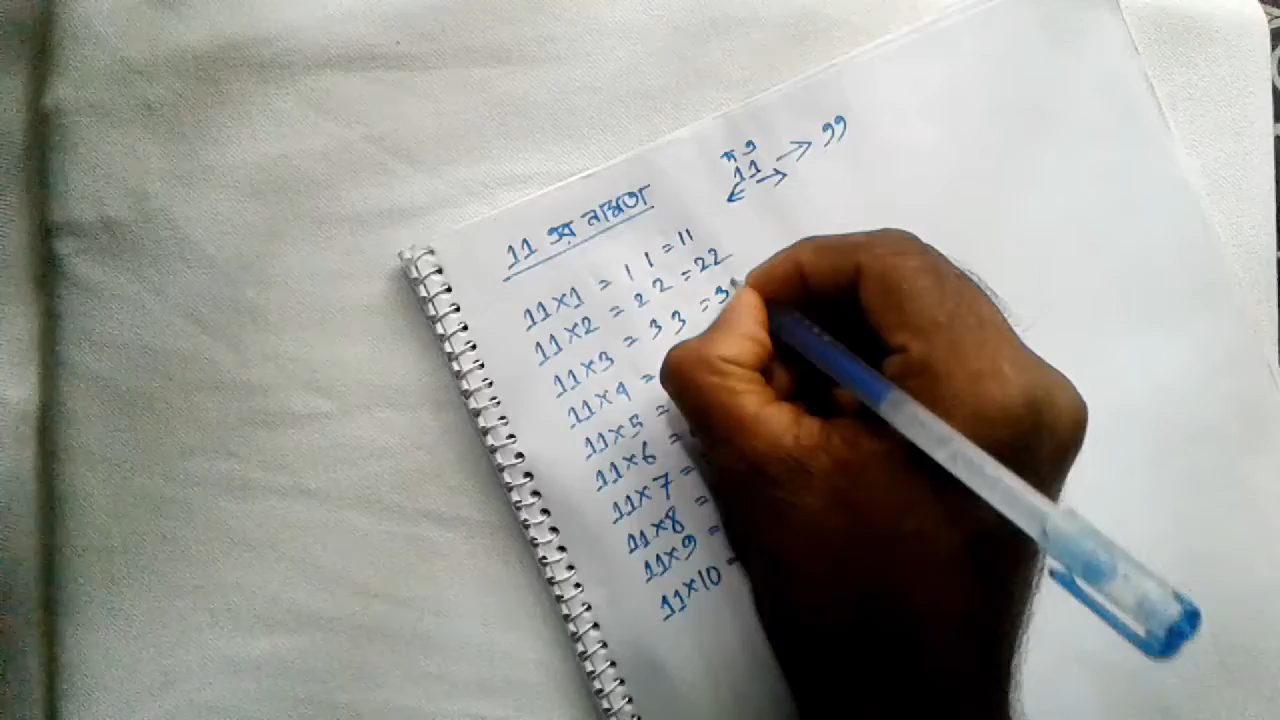 11 এর নামতা
দ এ
11 → 99
11×1 = 1 1 = 11
11×2 = 2 2 = 22
11×3 = 3 3 = 3
11×4 =
11×5 =
11×6 =
11×7 =
11×8 =
11×9 =
11×10 =